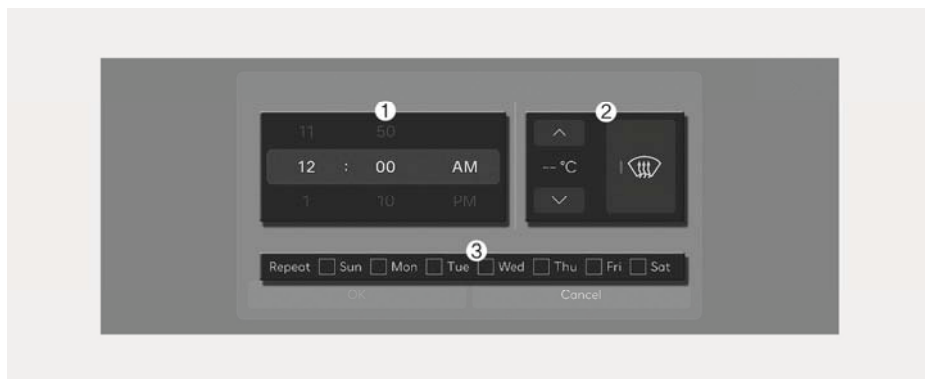 1 2
11 50
12 : 00 AM -- °C
1 10 PM
3
Repeat Sun Mon Tue Wed Thu Fri Sat
OK Cancel